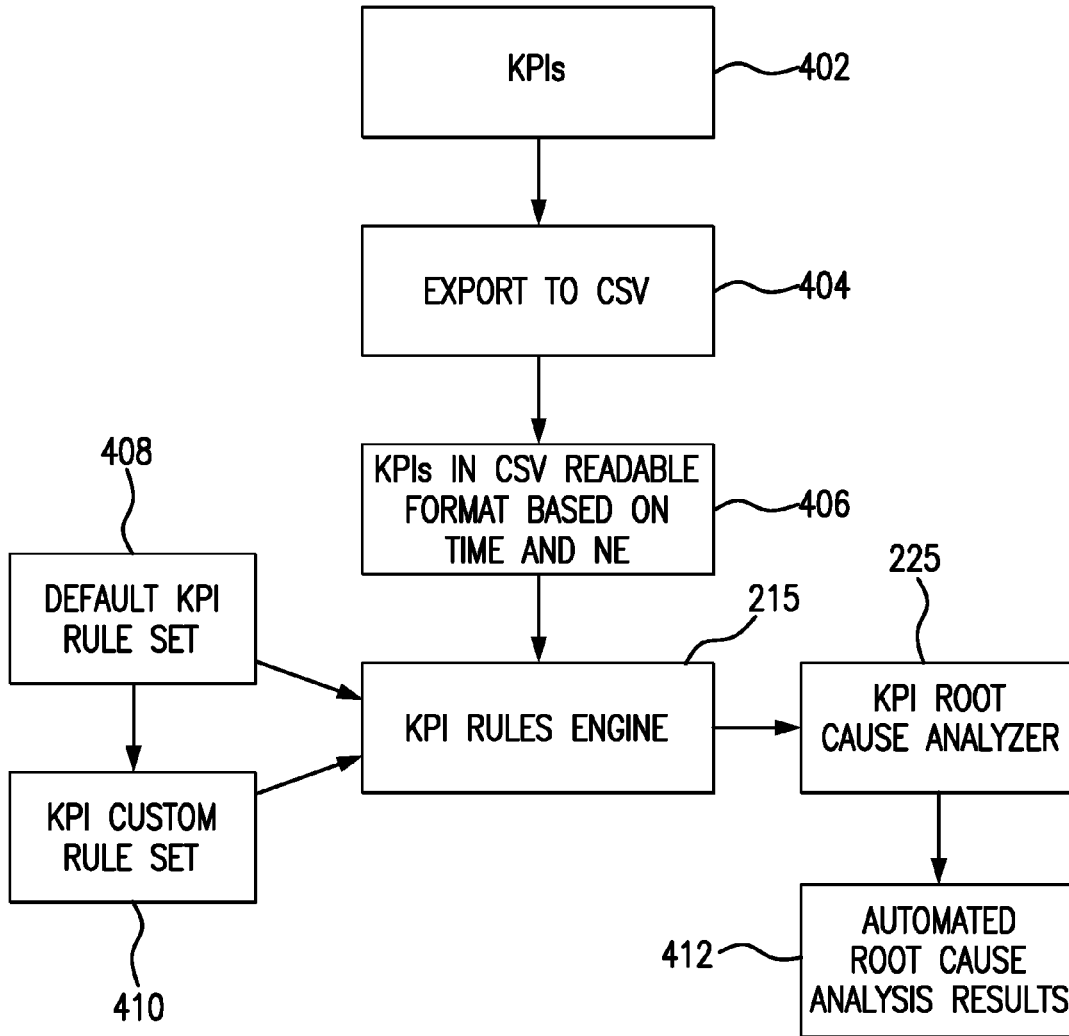 KPIs
402
EXPORT TO CSV
404
KPIs IN CSV READABLE
FORMAT BASED ON
TIME AND NE
406
408
DEFAULT KPI
RULE SET
215
KPI RULES ENGINE
225
KPI ROOT
CAUSE ANALYZER
KPI CUSTOM
RULE SET
410
412
AUTOMATED
ROOT CAUSE
ANALYSIS RESULTS